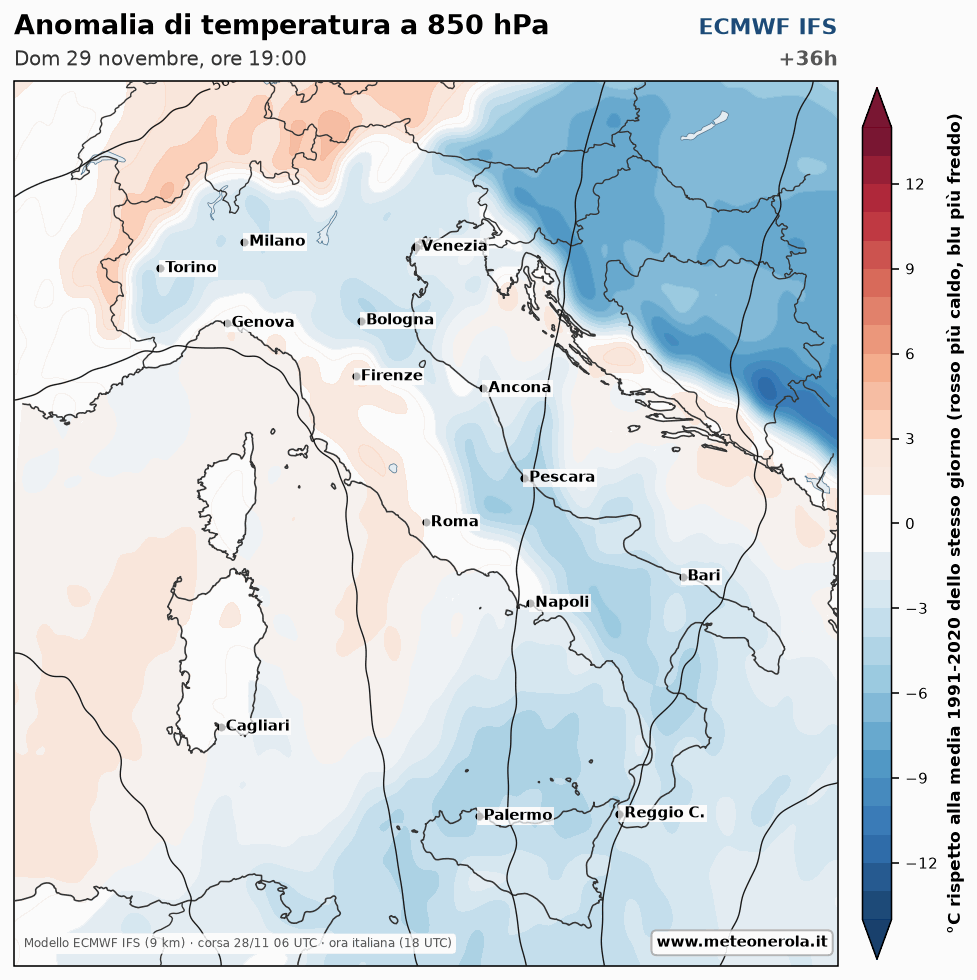 Anomalia di temperatura a 850 hPa
ECMWF IFS
Dom 29 novembre, ore 19:00
+36h
Milano
Venezia
Torino
Genova
Bologna
Firenze
Ancona
Pescara
Roma
Bari
Napoli
Cagliari
Palermo
Reggio C.
12
9
6
3
0
−3
−6
−9
−12
°C rispetto alla media 1991-2020 dello stesso giorno (rosso più caldo, blu più freddo)
Modello ECMWF IFS (9 km) · corsa 28/11 06 UTC · ora italiana (18 UTC)
www.meteonerola.it